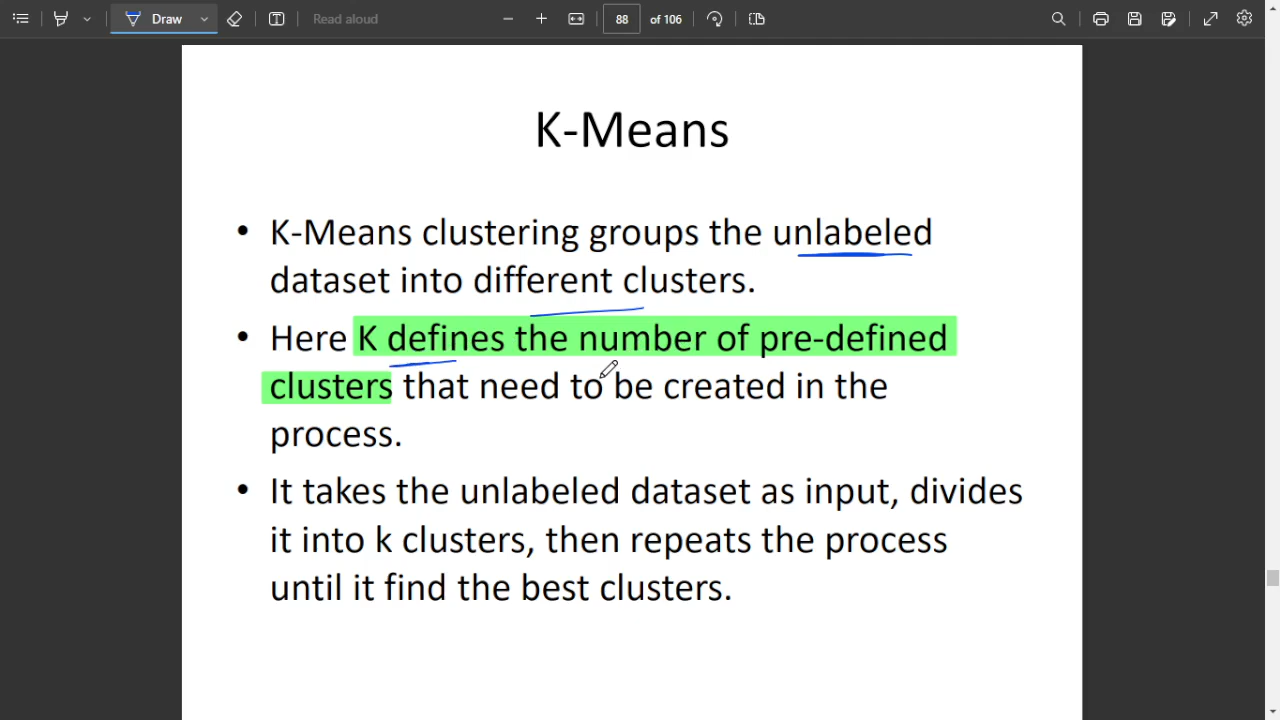 Draw
Read aloud
88
of 106
K-Means
• K-Means clustering groups the unlabeled
dataset into different clusters.
• Here K defines the number of pre-defined
clusters that need to be created in the
process.
• It takes the unlabeled dataset as input, divides
it into k clusters, then repeats the process
until it find the best clusters.